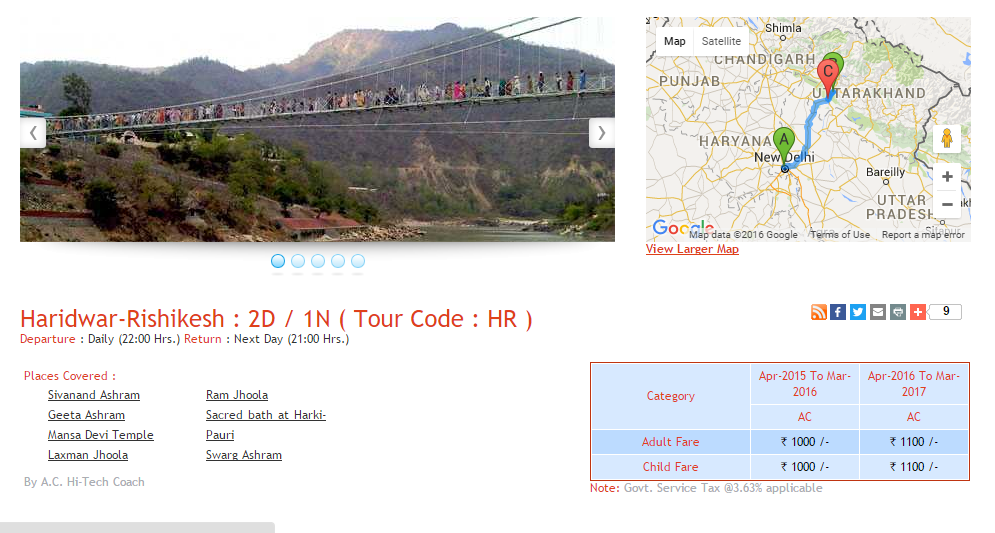 Map Satellite
Shimla
CHANDIGARH
PUNJAB
C
UTTARAKHAND
HARYANA
A
New Delhi
Bareilly
UTTAR
PRADESH
Google
Map data ©2016 Google Terms of Use Report a map error
View Larger Map
Haridwar-Rishikesh : 2D / 1N ( Tour Code : HR )
9
Departure : Daily (22:00 Hrs.) Return : Next Day (21:00 Hrs.)
Places Covered :
Sivanand Ashram
Geeta Ashram
Mansa Devi Temple
Laxman Jhoola
Ram Jhoola
Sacred bath at Harki-
Pauri
Swarg Ashram
By A.C. Hi-Tech Coach
Category Apr-2015 To Mar-
2016 Apr-2016 To Mar-
2017
AC AC
Adult Fare ₹ 1000 /- ₹ 1100 /-
Child Fare ₹ 1000 /- ₹ 1100 /-
Note: Govt. Service Tax @3.63% applicable